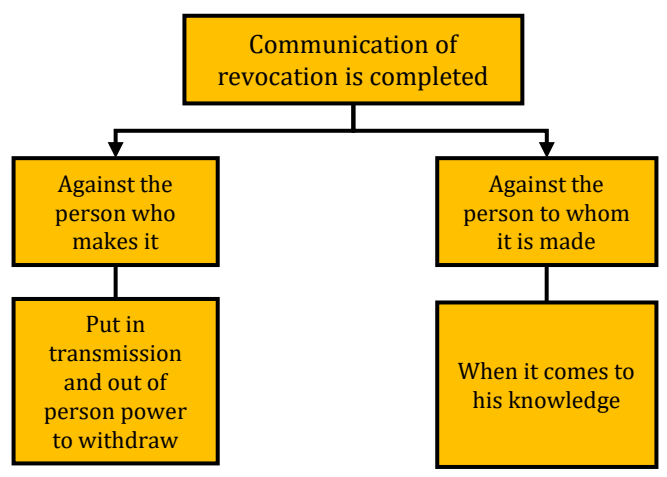 Communication of
revocation is completed
Against the
person who
makes it
Against the
person to whom
it is made
Put in
transmission
and out of
person power
to withdraw
When it comes to
his knowledge